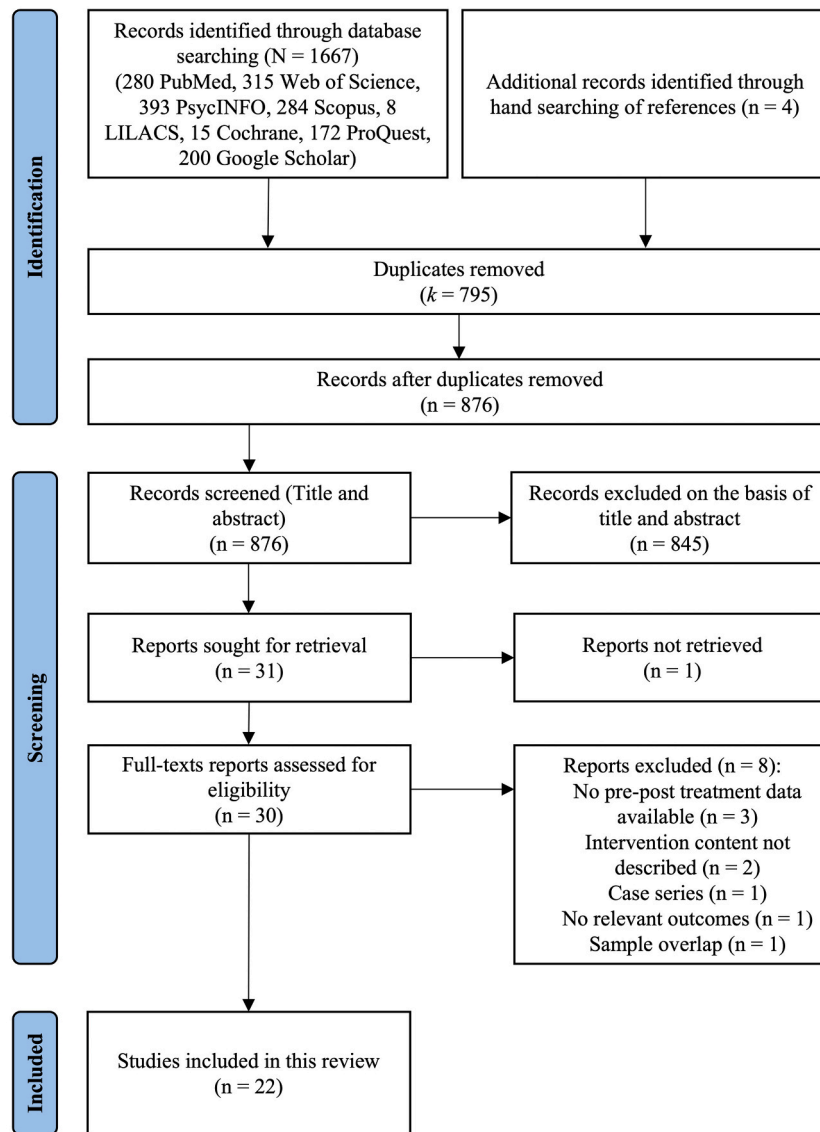 Identification
Records identified through database
searching (N = 1667)
(280 PubMed, 315 Web of Science,
393 PsycINFO, 284 Scopus, 8
LILACS, 15 Cochrane, 172 ProQuest,
200 Google Scholar)
Additional records identified through
hand searching of references (n = 4)
Duplicates removed
(k = 795)
Records after duplicates removed
(n = 876)
Screening
Records screened (Title and
abstract)
(n = 876)
Records excluded on the basis of
title and abstract
(n = 845)
Reports sought for retrieval
(n = 31)
Reports not retrieved
(n = 1)
Full-texts reports assessed for
eligibility
(n = 30)
Reports excluded (n = 8):
No pre-post treatment data
available (n = 3)
Intervention content not
described (n = 2)
Case series (n = 1)
No relevant outcomes (n = 1)
Sample overlap (n = 1)
Included
Studies included in this review
(n = 22)